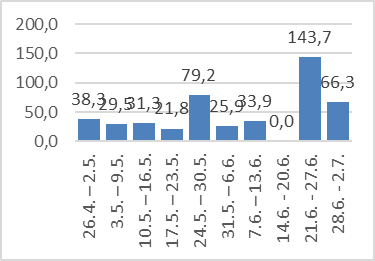 200,0
150,0
100,0
50,0
0,0
38,3
29,5
31,3
21,8
79,2
25,9
33,9
0,0
143,7
66,3
26.4. – 2.5.
3.5. – 9.5.
10.5. – 16.5.
17.5. – 23.5.
24.5. – 30.5.
31.5. – 6.6.
7.6. – 13.6.
14.6. - 20.6.
21.6. - 27.6.
28.6. - 2.7.